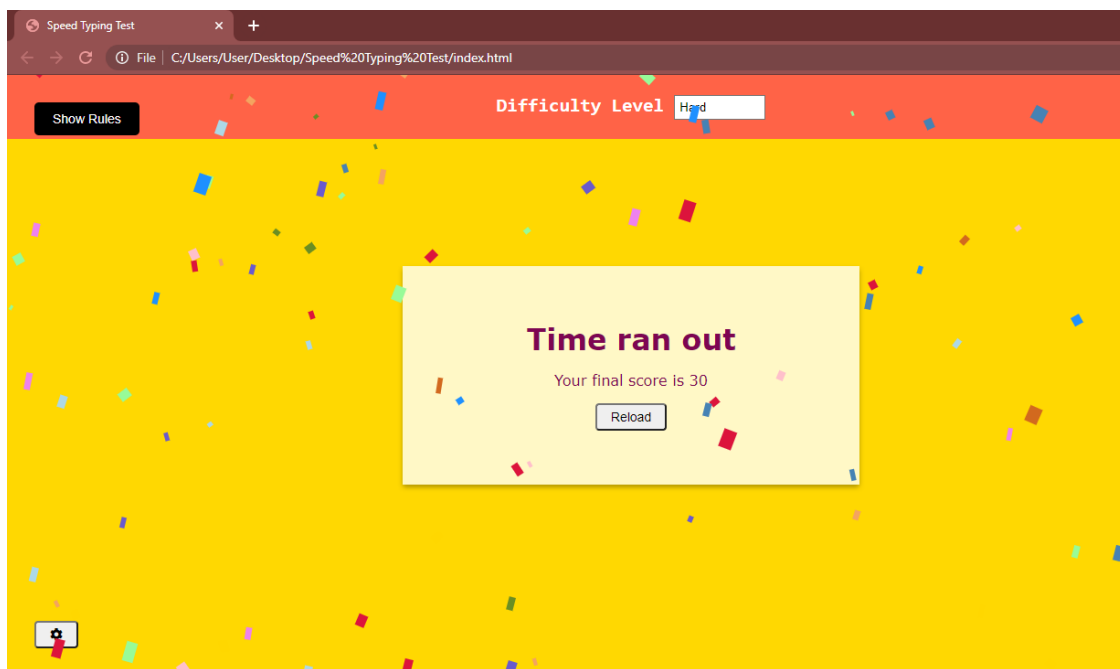 Speed Typing Test
File C:/Users/User/Desktop/Speed%20Typing%20Test/index.html
Show Rules
Difficulty Level Hard
Time ran out
Your final score is 30
Reload